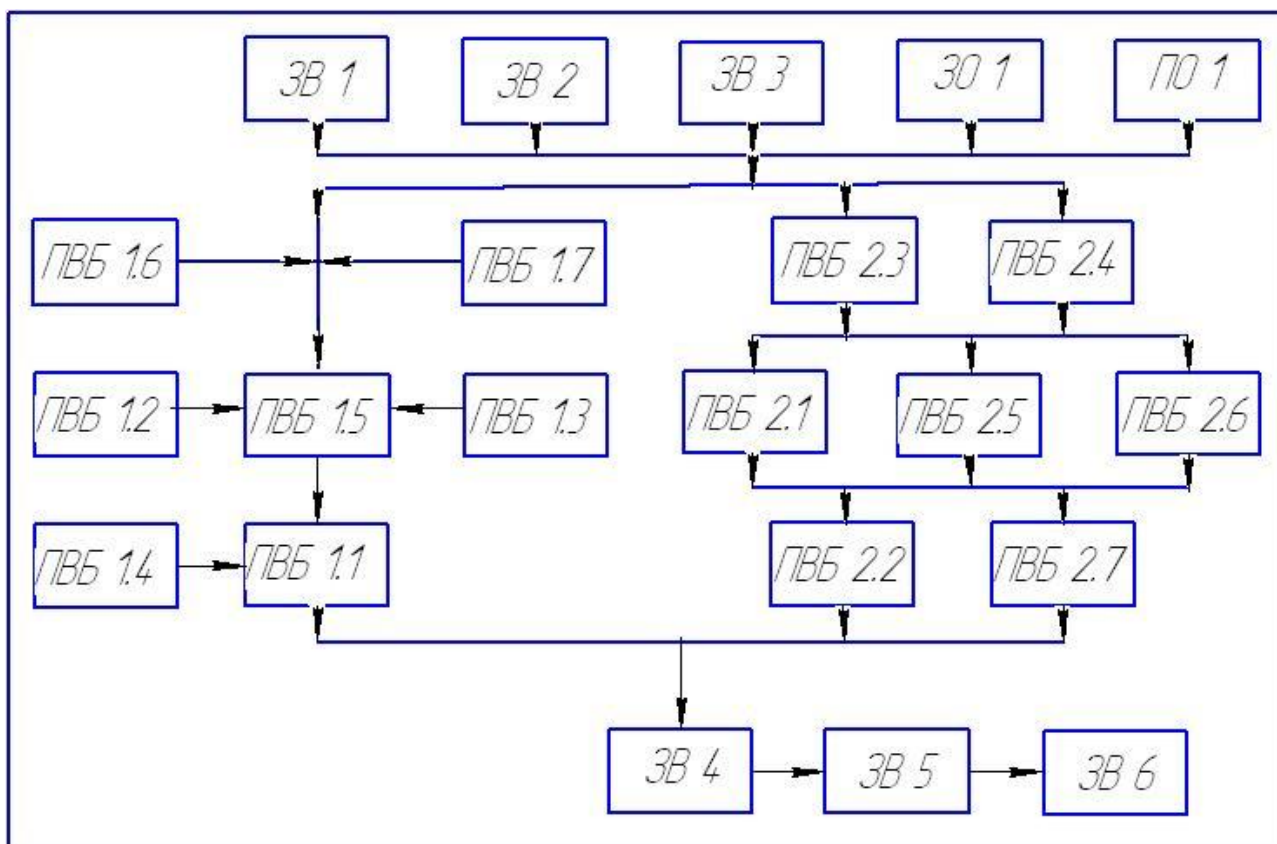 ЗВ 1
ЗВ 2
ЗВ 3
ЗО 1
ПО 1
ПВБ 1.6
ПВБ 1.7
ПВБ 2.3
ПВБ 2.4
ПВБ 1.2
ПВБ 1.5
ПВБ 1.3
ПВБ 2.1
ПВБ 2.5
ПВБ 2.6
ПВБ 1.4
ПВБ 1.1
ПВБ 2.2
ПВБ 2.7
ЗВ 4
ЗВ 5
ЗВ 6